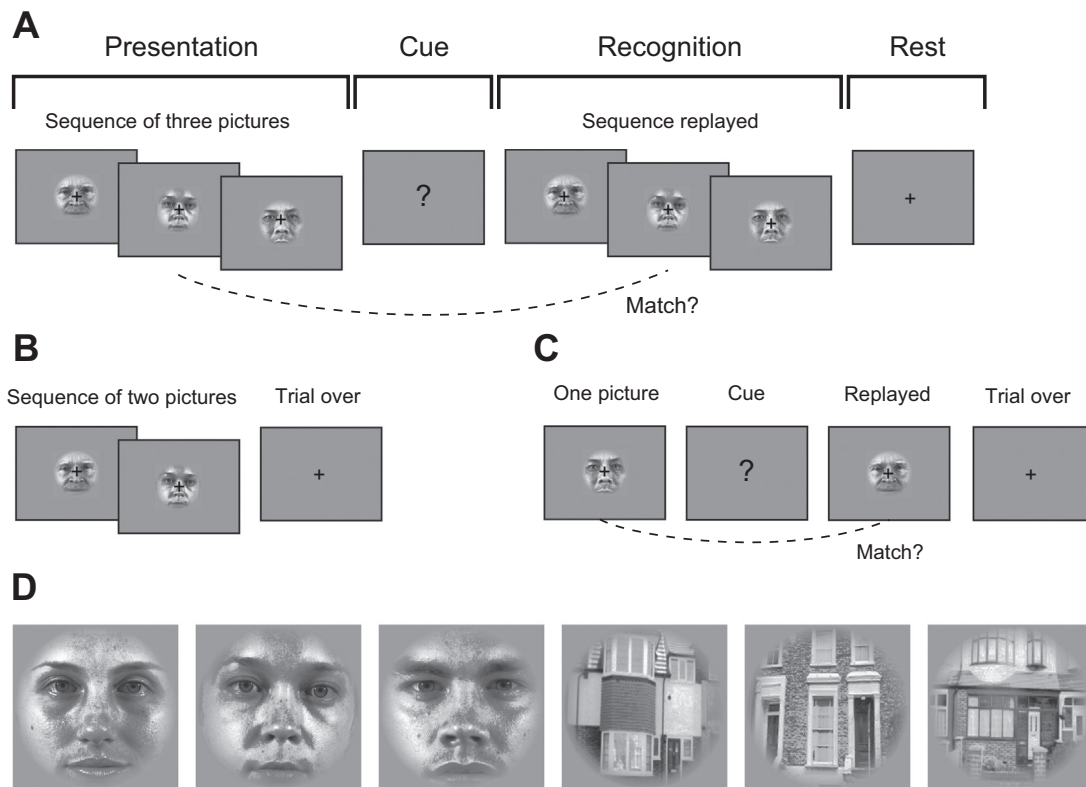 A
Presentation Cue Recognition Rest
Sequence of three pictures Sequence replayed
?
Match?
B C
Sequence of two pictures Trial over One picture Cue Replayed Trial over
?
Match?
D